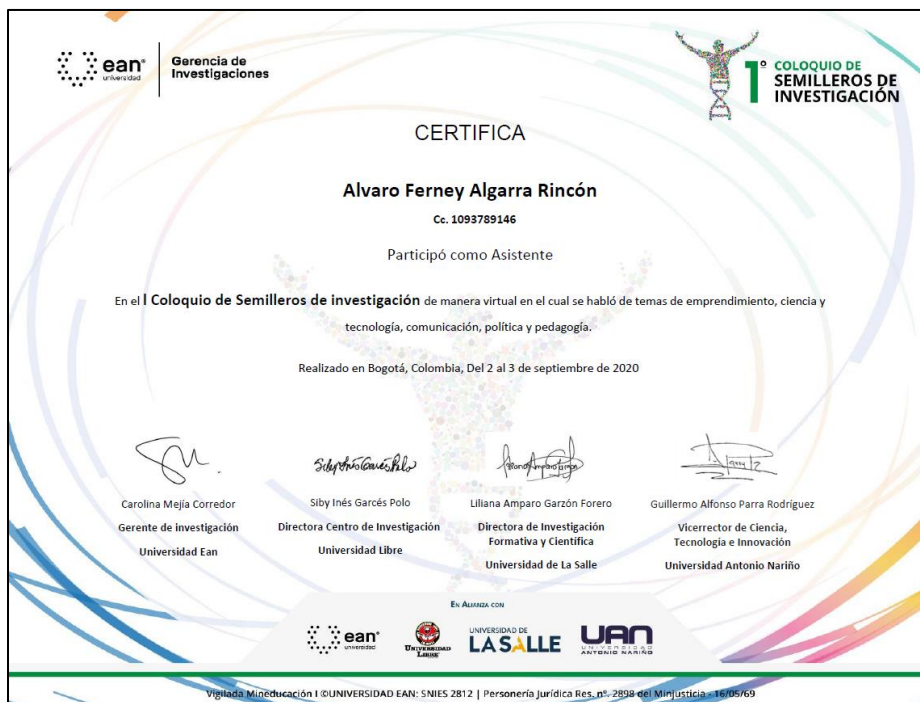 ean®
universidad
Gerencia de
Investigaciones
1° COLOQUIO DE
SEMILLEROS DE
INVESTIGACIÓN
CERTIFICA
Alvaro Ferney Algarra Rincón
Cc. 1093789146
Participó como Asistente
En el I Coloquio de Semilleros de investigación de manera virtual en el cual se habló de temas de emprendimiento, ciencia y
tecnología, comunicación, política y pedagogía.
Realizado en Bogotá, Colombia, Del 2 al 3 de septiembre de 2020
Carolina Mejía Corredor
Gerente de investigación
Universidad Ean
Siby Inés Garcés Polo
Siby Inés Garcés Polo
Directora Centro de Investigación
Universidad Libre
Liliana Amparo Garzón Forero
Directora de Investigación
Formativa y Científica
Universidad de La Salle
Guillermo Alfonso Parra Rodríguez
Vicerrector de Ciencia,
Tecnología e Innovación
Universidad Antonio Nariño
EN ALIANZA CON
ean®
universidad
UNIVERSIDAD
LIBRE
UNIVERSIDAD DE
LASALLE
UAN
UNIVERSIDAD
ANTONIO NARIÑO
Vigilada Mineducación I ©UNIVERSIDAD EAN: SNIES 2812 | Personería Jurídica Res. nº. 2898 del Minjusticia - 16/05/69